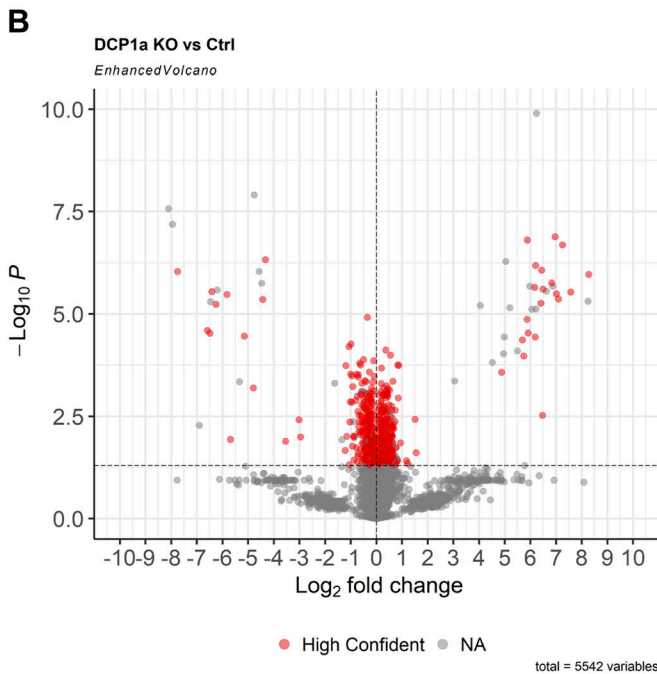 B
DCP1a KO vs Ctrl
EnhancedVolcano
10.0
7.5
5.0
2.5
0.0
−Log10 P
-10 -9 -8 -7 -6 -5 -4 -3 -2 -1 0 1 2 3 4 5 6 7 8 9 10
Log2 fold change
High Confident NA
total = 5542 variables